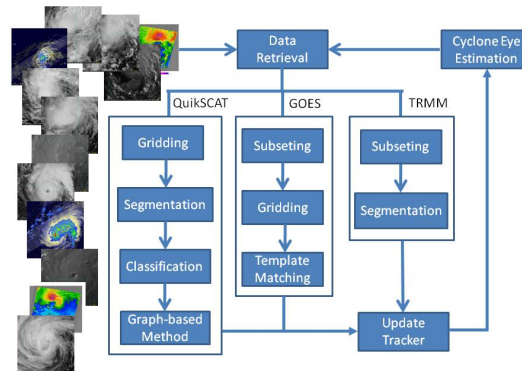 Data
Retrieval
Cyclone Eye
Estimation
QuikSCAT
GOES
TRMM
Gridding
Segmentation
Classification
Graph-based
Method
Subseting
Gridding
Template
Matching
Subseting
Segmentation
Update
Tracker